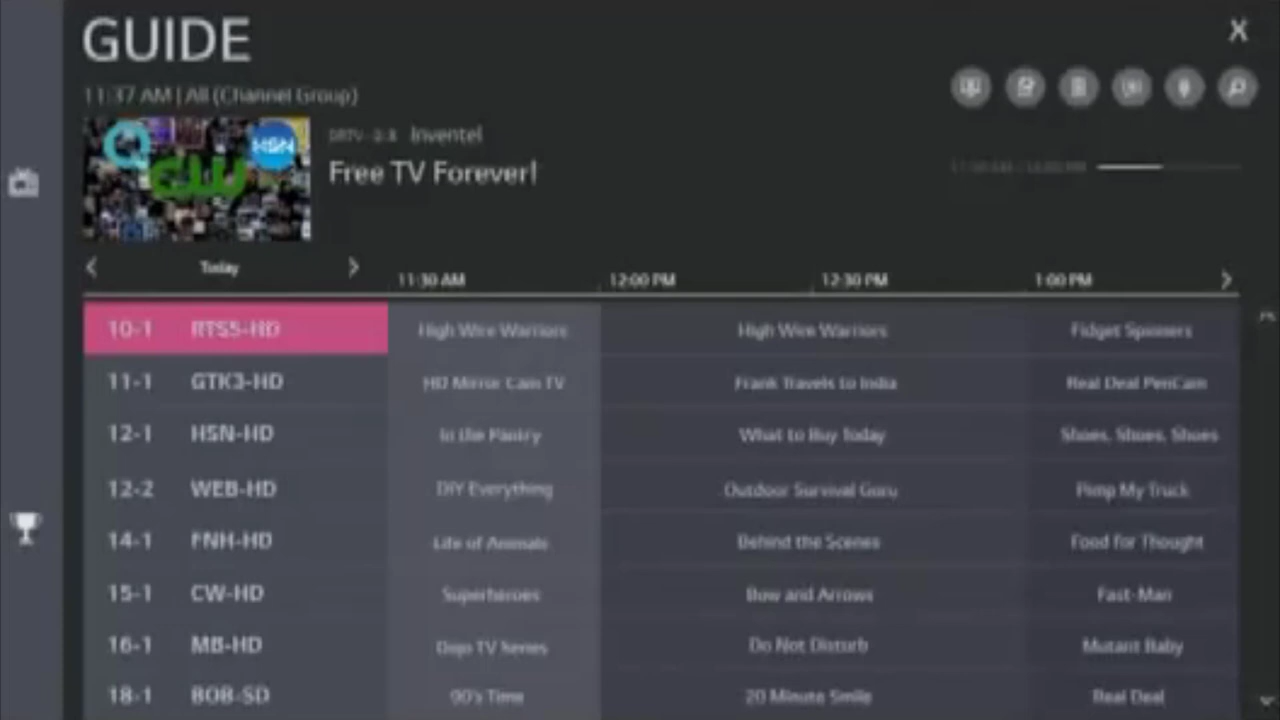 GUIDE
X
11:37 AM | All (Channel Group)
Q
HSN
CW
Inventel
Free TV Forever!
Today
11:30 AM 12:00 PM 12:30 PM 1:00 PM
10-1 RTS5-HD High Wire Warriors High Wire Warriors Fidget Spinners
11-1 GTK3-HD HD Mirror Cam TV Frank Travels to India Real Deal PenCam
12-1 HSN-HD In the Pantry What to Buy Today Shoes, Shoes, Shoes
12-2 WEB-HD DIY Everything Outdoor Survival Guru Pimp My Truck
14-1 FNH-HD Life of Animals Behind the Scenes Food for Thought
15-1 CW-HD Superheroes Bow and Arrows Fast-Man
16-1 MB-HD Dojo TV Series Do Not Disturb Mutant Baby
18-1 BOB-SD 90's Time 20 Minute Smile Real Deal